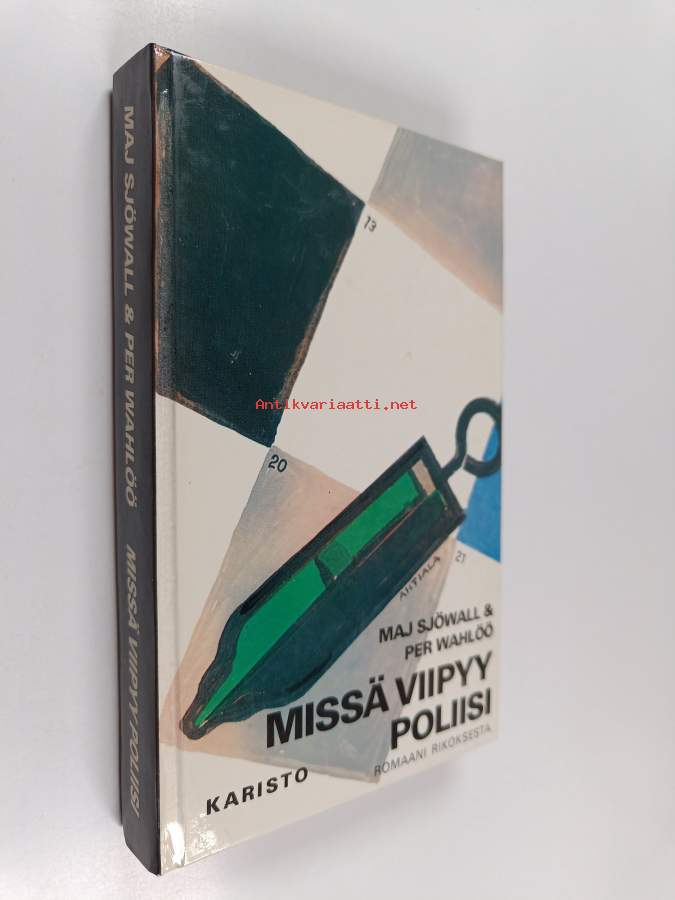 MAJ SJÖWALL & PER WAHLÖÖ MISSÄ VIIPYY POLIISI
13
Antikvariaatti.net
20
21
ANTIALA
MAJ SJÖWALL &
PER WAHLÖÖ
MISSÄ VIIPYY
POLIISI
ROMAANI RIKOKSESTA
KARISTO